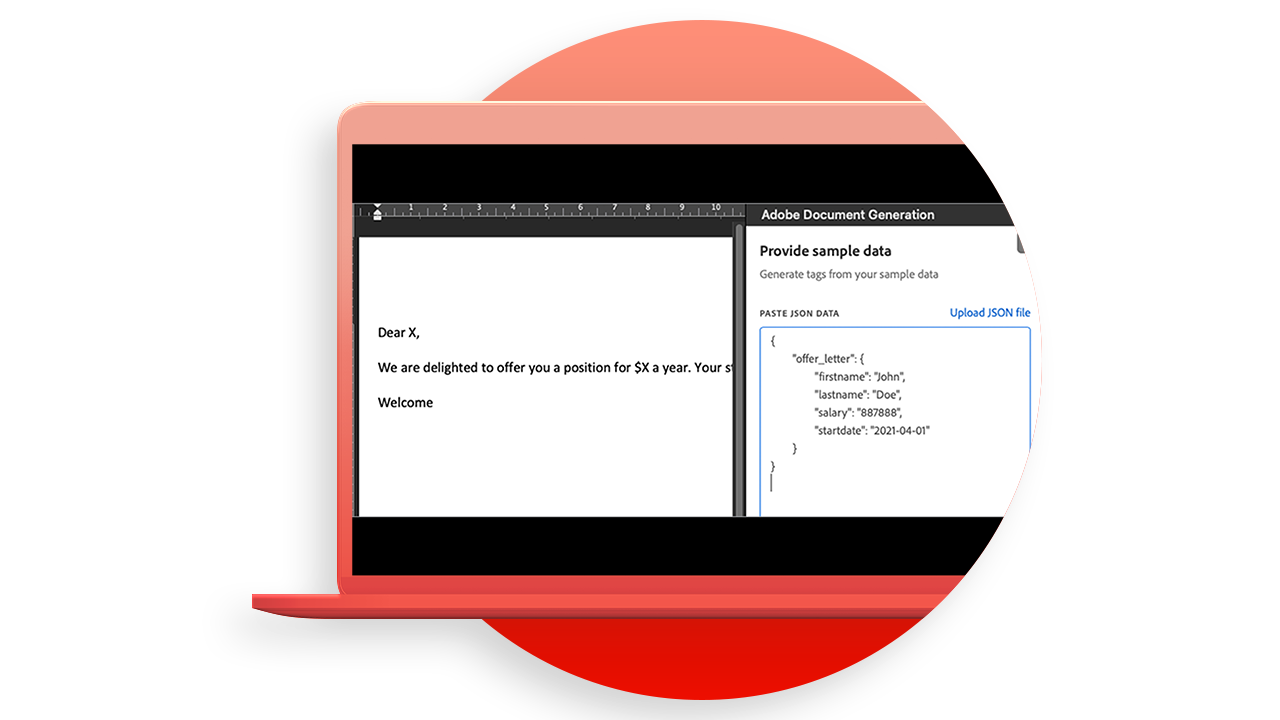 1 2 3 4 5 6 7 8 9 10
Dear X,
We are delighted to offer you a position for $X a year. Your
Welcome
Adobe Document Generation
Provide sample data
Generate tags from your sample data
PASTE JSON DATA Upload JSON file
{
"offer_letter": {
"firstname": "John",
"lastname": "Doe",
"salary": "887888",
"startdate": "2021-04-01"
}
}